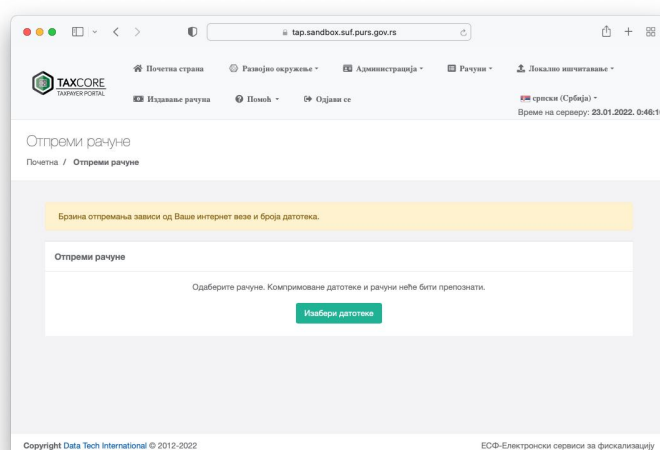 tap.sandbox.suf.purs.gov.rs
TAXCORE
TAXPAYER PORTAL
Почетна страна
Развојно окружење
Администрација
Рачуни
Локално ишчитавање
Издавање рачуна
Помоћ
Одјави се
српски (Србија)
Време на серверу: 23.01.2022. 0:46:1
Отпреми рачуне
Почетна / Отпреми рачуне
Брзина отпремања зависи од Ваше интернет везе и броја датотека.
Отпреми рачуне
Одаберите рачуне. Компримоване датотеке и рачуни неће бити препознати.
Изабери датотеке
Copyright Data Tech International © 2012-2022
ЕСФ-Електронски сервиси за фискализацију